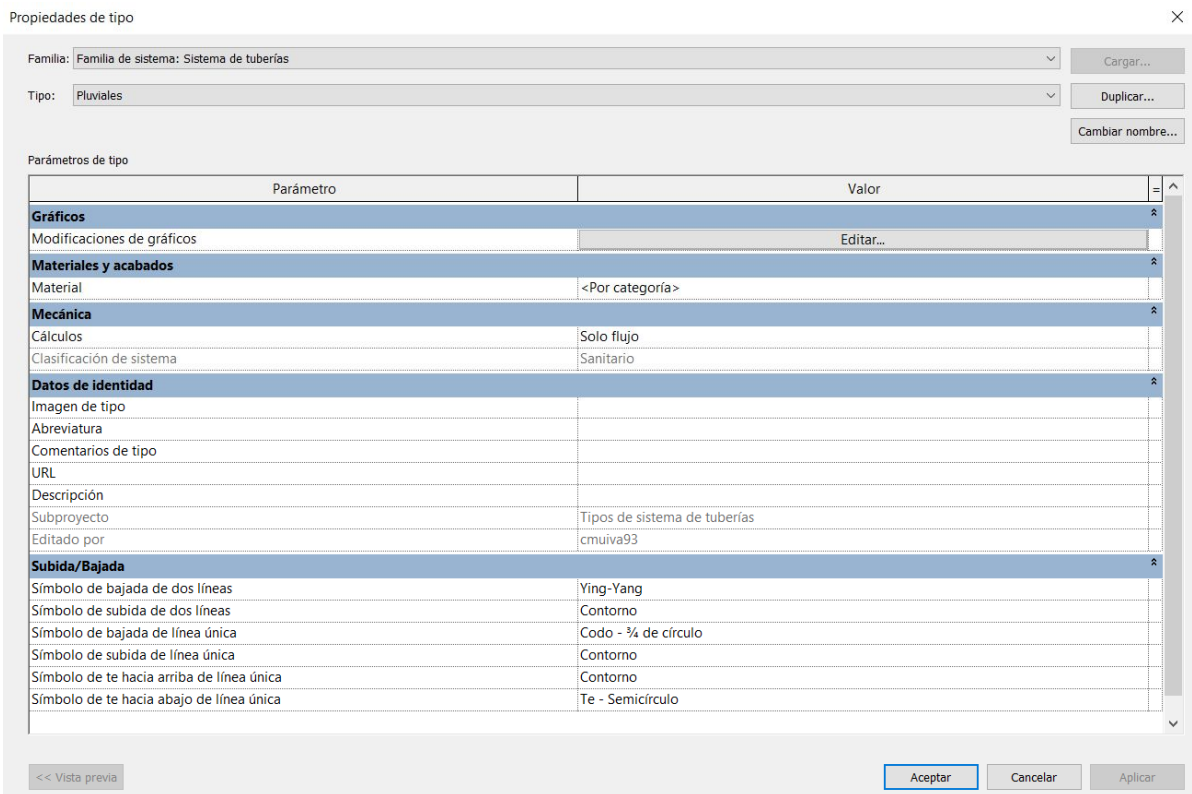 Propiedades de tipo
Familia: Familia de sistema: Sistema de tuberías Cargar...
Tipo: Pluviales Duplicar...
Cambiar nombre...
Parámetros de tipo
Parámetro Valor =
Gráficos
Modificaciones de gráficos Editar...
Materiales y acabados
Material <Por categoría>
Mecánica
Cálculos Solo flujo
Clasificación de sistema Sanitario
Datos de identidad
Imagen de tipo
Abreviatura
Comentarios de tipo
URL
Descripción
Subproyecto Tipos de sistema de tuberías
Editado por cmuiva93
Subida/Bajada
Símbolo de bajada de dos líneas Ying-Yang
Símbolo de subida de dos líneas Contorno
Símbolo de bajada de línea única Codo - ¾ de círculo
Símbolo de subida de línea única Contorno
Símbolo de te hacia arriba de línea única Contorno
Símbolo de te hacia abajo de línea única Te - Semicírculo
<< Vista previa Aceptar Cancelar Aplicar